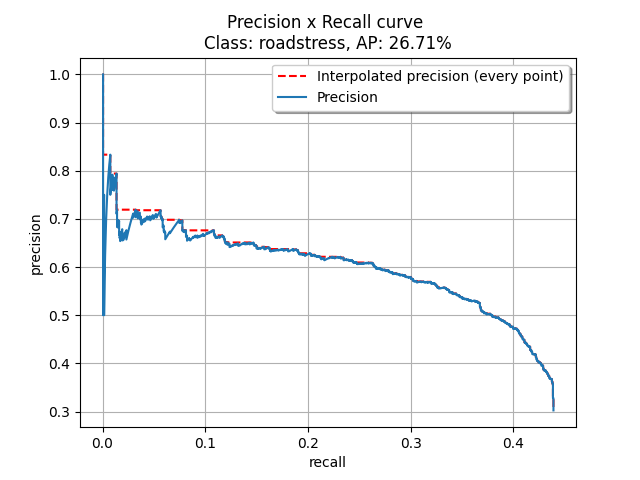 Precision x Recall curve
Class: roadstress, AP: 26.71%
Interpolated precision (every point)
Precision
1.0
0.9
0.8
0.7
0.6
0.5
0.4
0.3
precision
0.0 0.1 0.2 0.3 0.4
recall